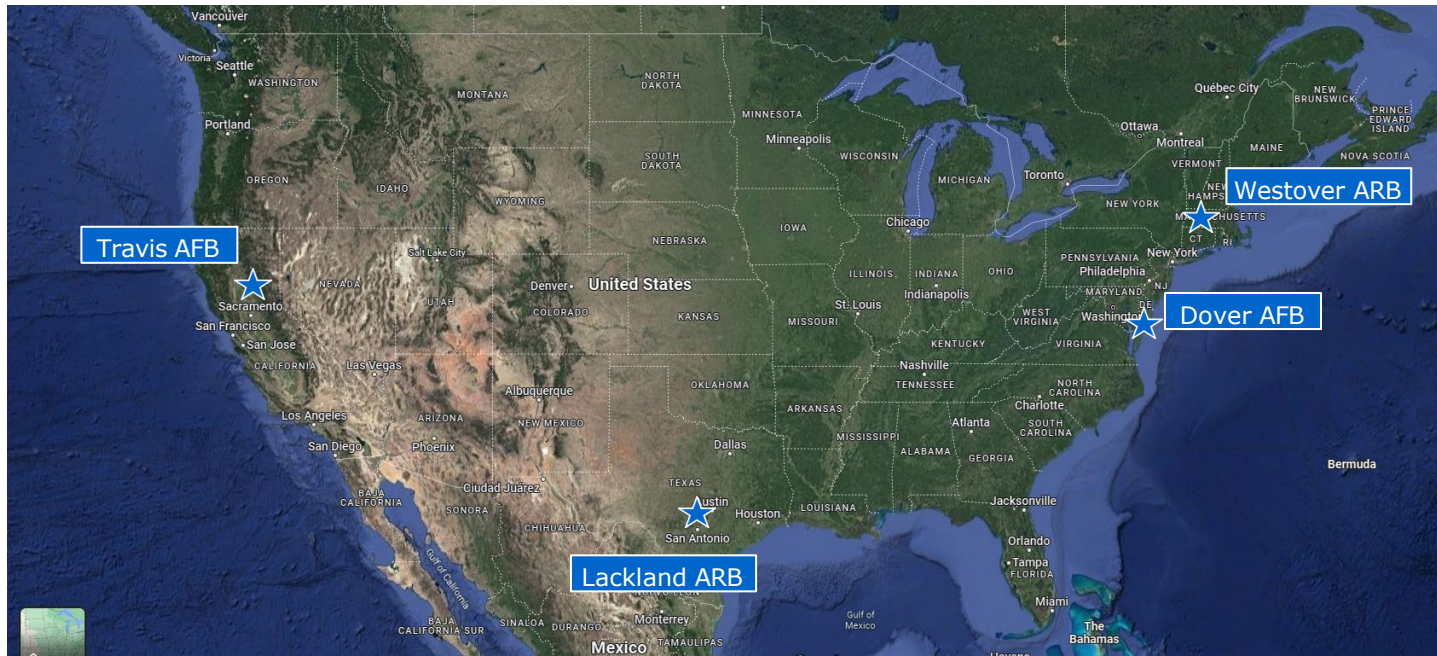 Vancouver
Victoria
Seattle
WASHINGTON
MONTANA
NORTH
DAKOTA
MINNESOTA
Québec City
NEW
BRUNSWICK
PRINCE
EDWARD
ISLAND
Portland
Ottawa
Montreal
MAINE
NOVA SCOTIA
Minneapolis
SOUTH
DAKOTA
WISCONSIN
MICHIGAN
Toronto
VERMONT
OREGON
IDAHO
WYOMING
NEW
HAMPS
Westover ARB
NEW YORK
MA
HUSETTS
Chicago
IOWA
NEBRASKA
CT
RI
Travis AFB
Salt Lake City
PENNSYLVANIA
New York
Philadelphia
NJ
ILLINOIS
INDIANA
OHIO
Indianapolis
MARYLAND
DE
Denver
United States
NEVADA
UTAH
COLORADO
Sacramento
St. Louis
WEST
VIRGINIA
Washington
Dover AFB
KANSAS
MISSOURI
San Francisco
San Jose
KENTUCKY
VIRGINIA
CALIFORNIA
Las Vegas
Nashville
TENNESSEE
OKLAHOMA
NORTH
CAROLINA
Charlotte
Albuquerque
ARKANSAS
Los Angeles
ARIZONA
NEW MEXICO
Atlanta
SOUTH
CAROLINA
San Diego
Phoenix
Dallas
MISSISSIPPI
ALABAMA
GEORGIA
Bermuda
BAJA
CALIFORNIA
Ciudad Juárez
TEXAS
SONORA
ustin
Houston
LOUISIANA
Jacksonville
CHIHUAHUA
San Antonio
Orlando
Tampa
FLORIDA
Gulf of California
Lackland ARB
Miami
BAJA
CALIFORNIA SUR
SINALOA
DURANGO
Monterrey
Gulf of
Mexico
The
Bahamas
Mexico
TAMAULIPAS